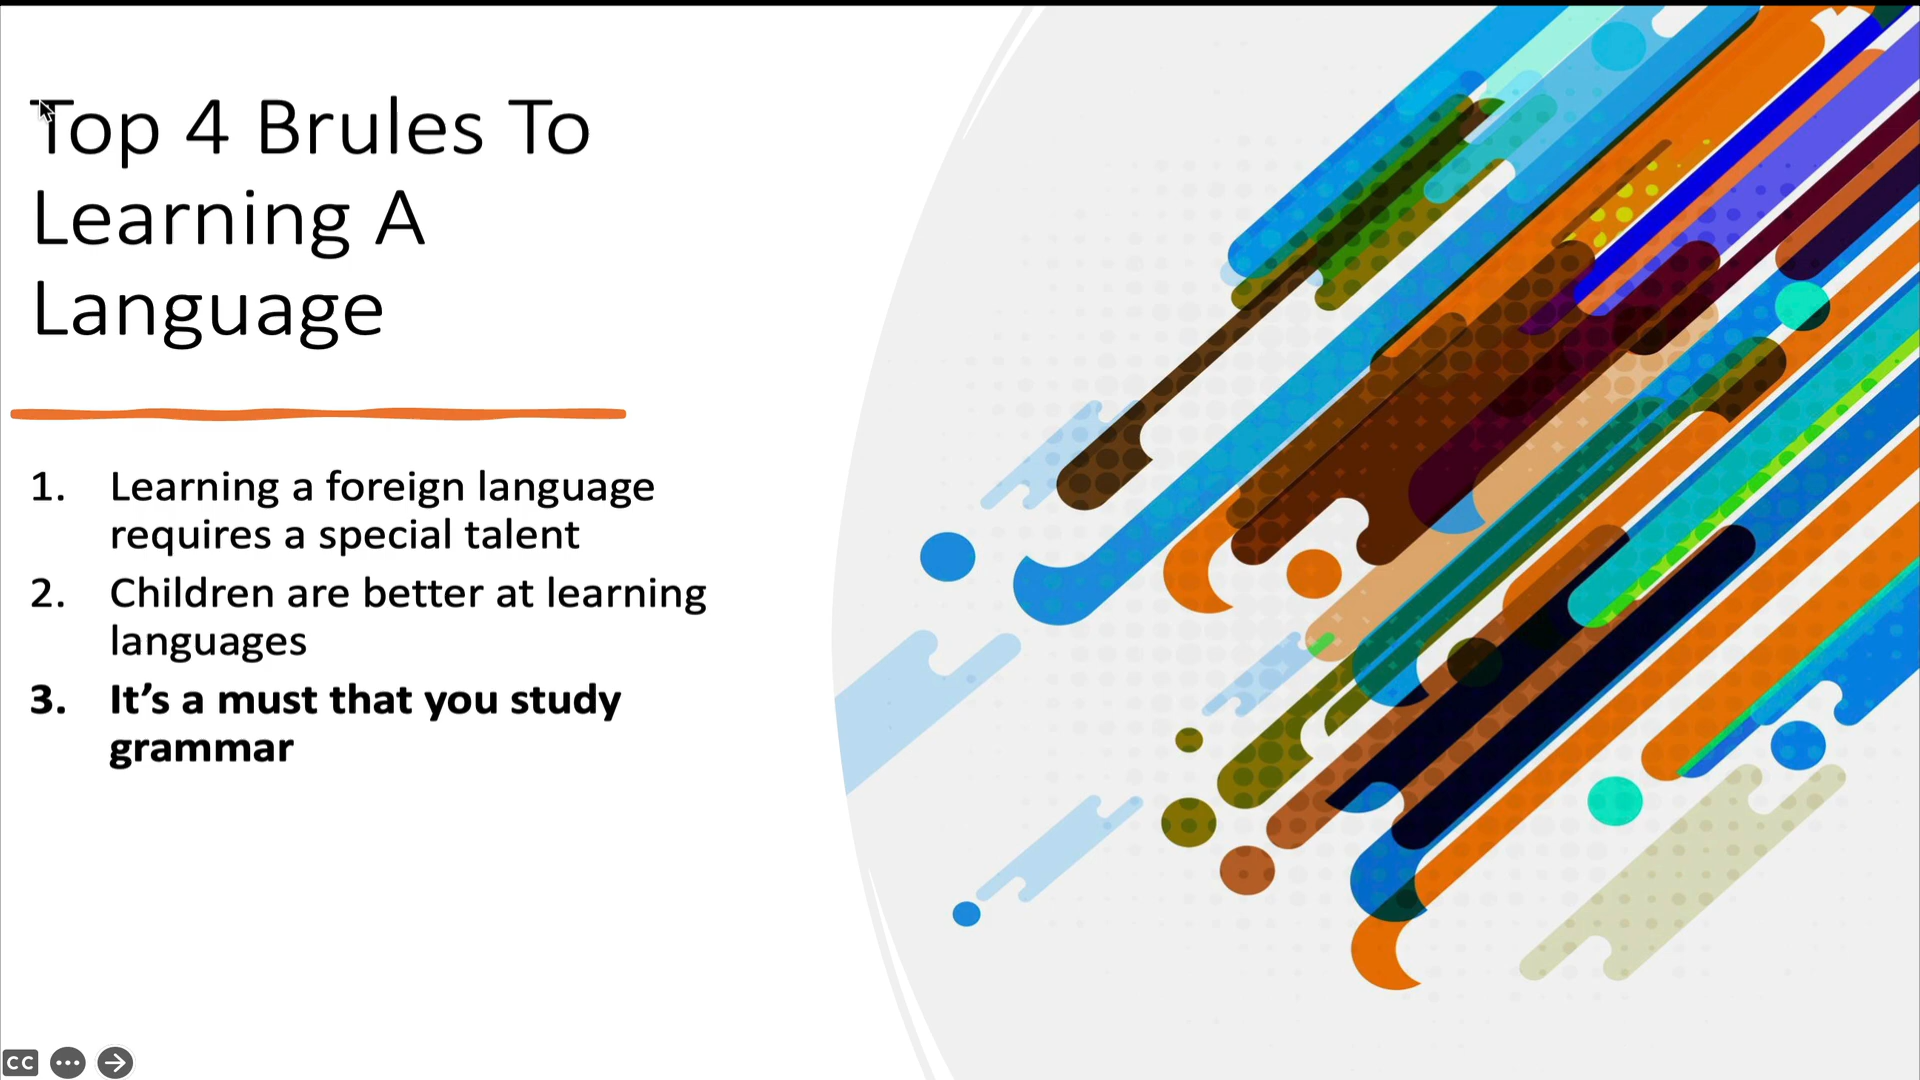 Top 4 Brules To
Learning A
Language
1. Learning a foreign language
requires a special talent
2. Children are better at learning
languages
3. It’s a must that you study
grammar
CC